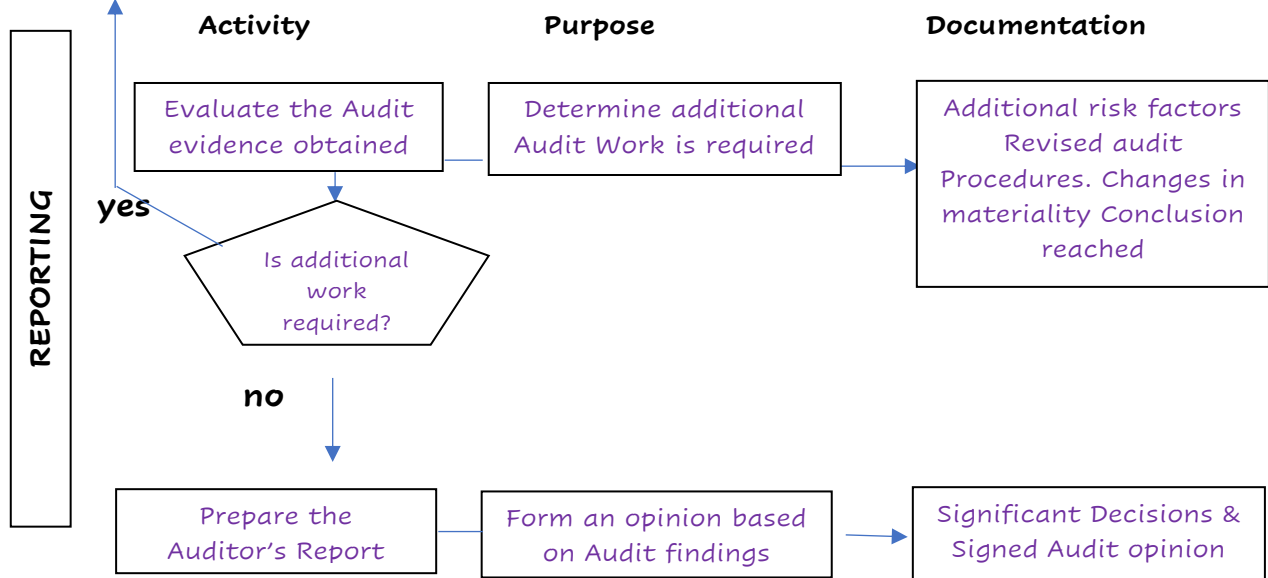 Activity
Purpose
Documentation
REPORTING
Evaluate the Audit
evidence obtained
Determine additional
Audit Work is required
Additional risk factors
Revised audit
Procedures. Changes in
materiality Conclusion
reached
yes
Is additional
work
required?
no
Prepare the
Auditor’s Report
Form an opinion based
on Audit findings
Significant Decisions &
Signed Audit opinion